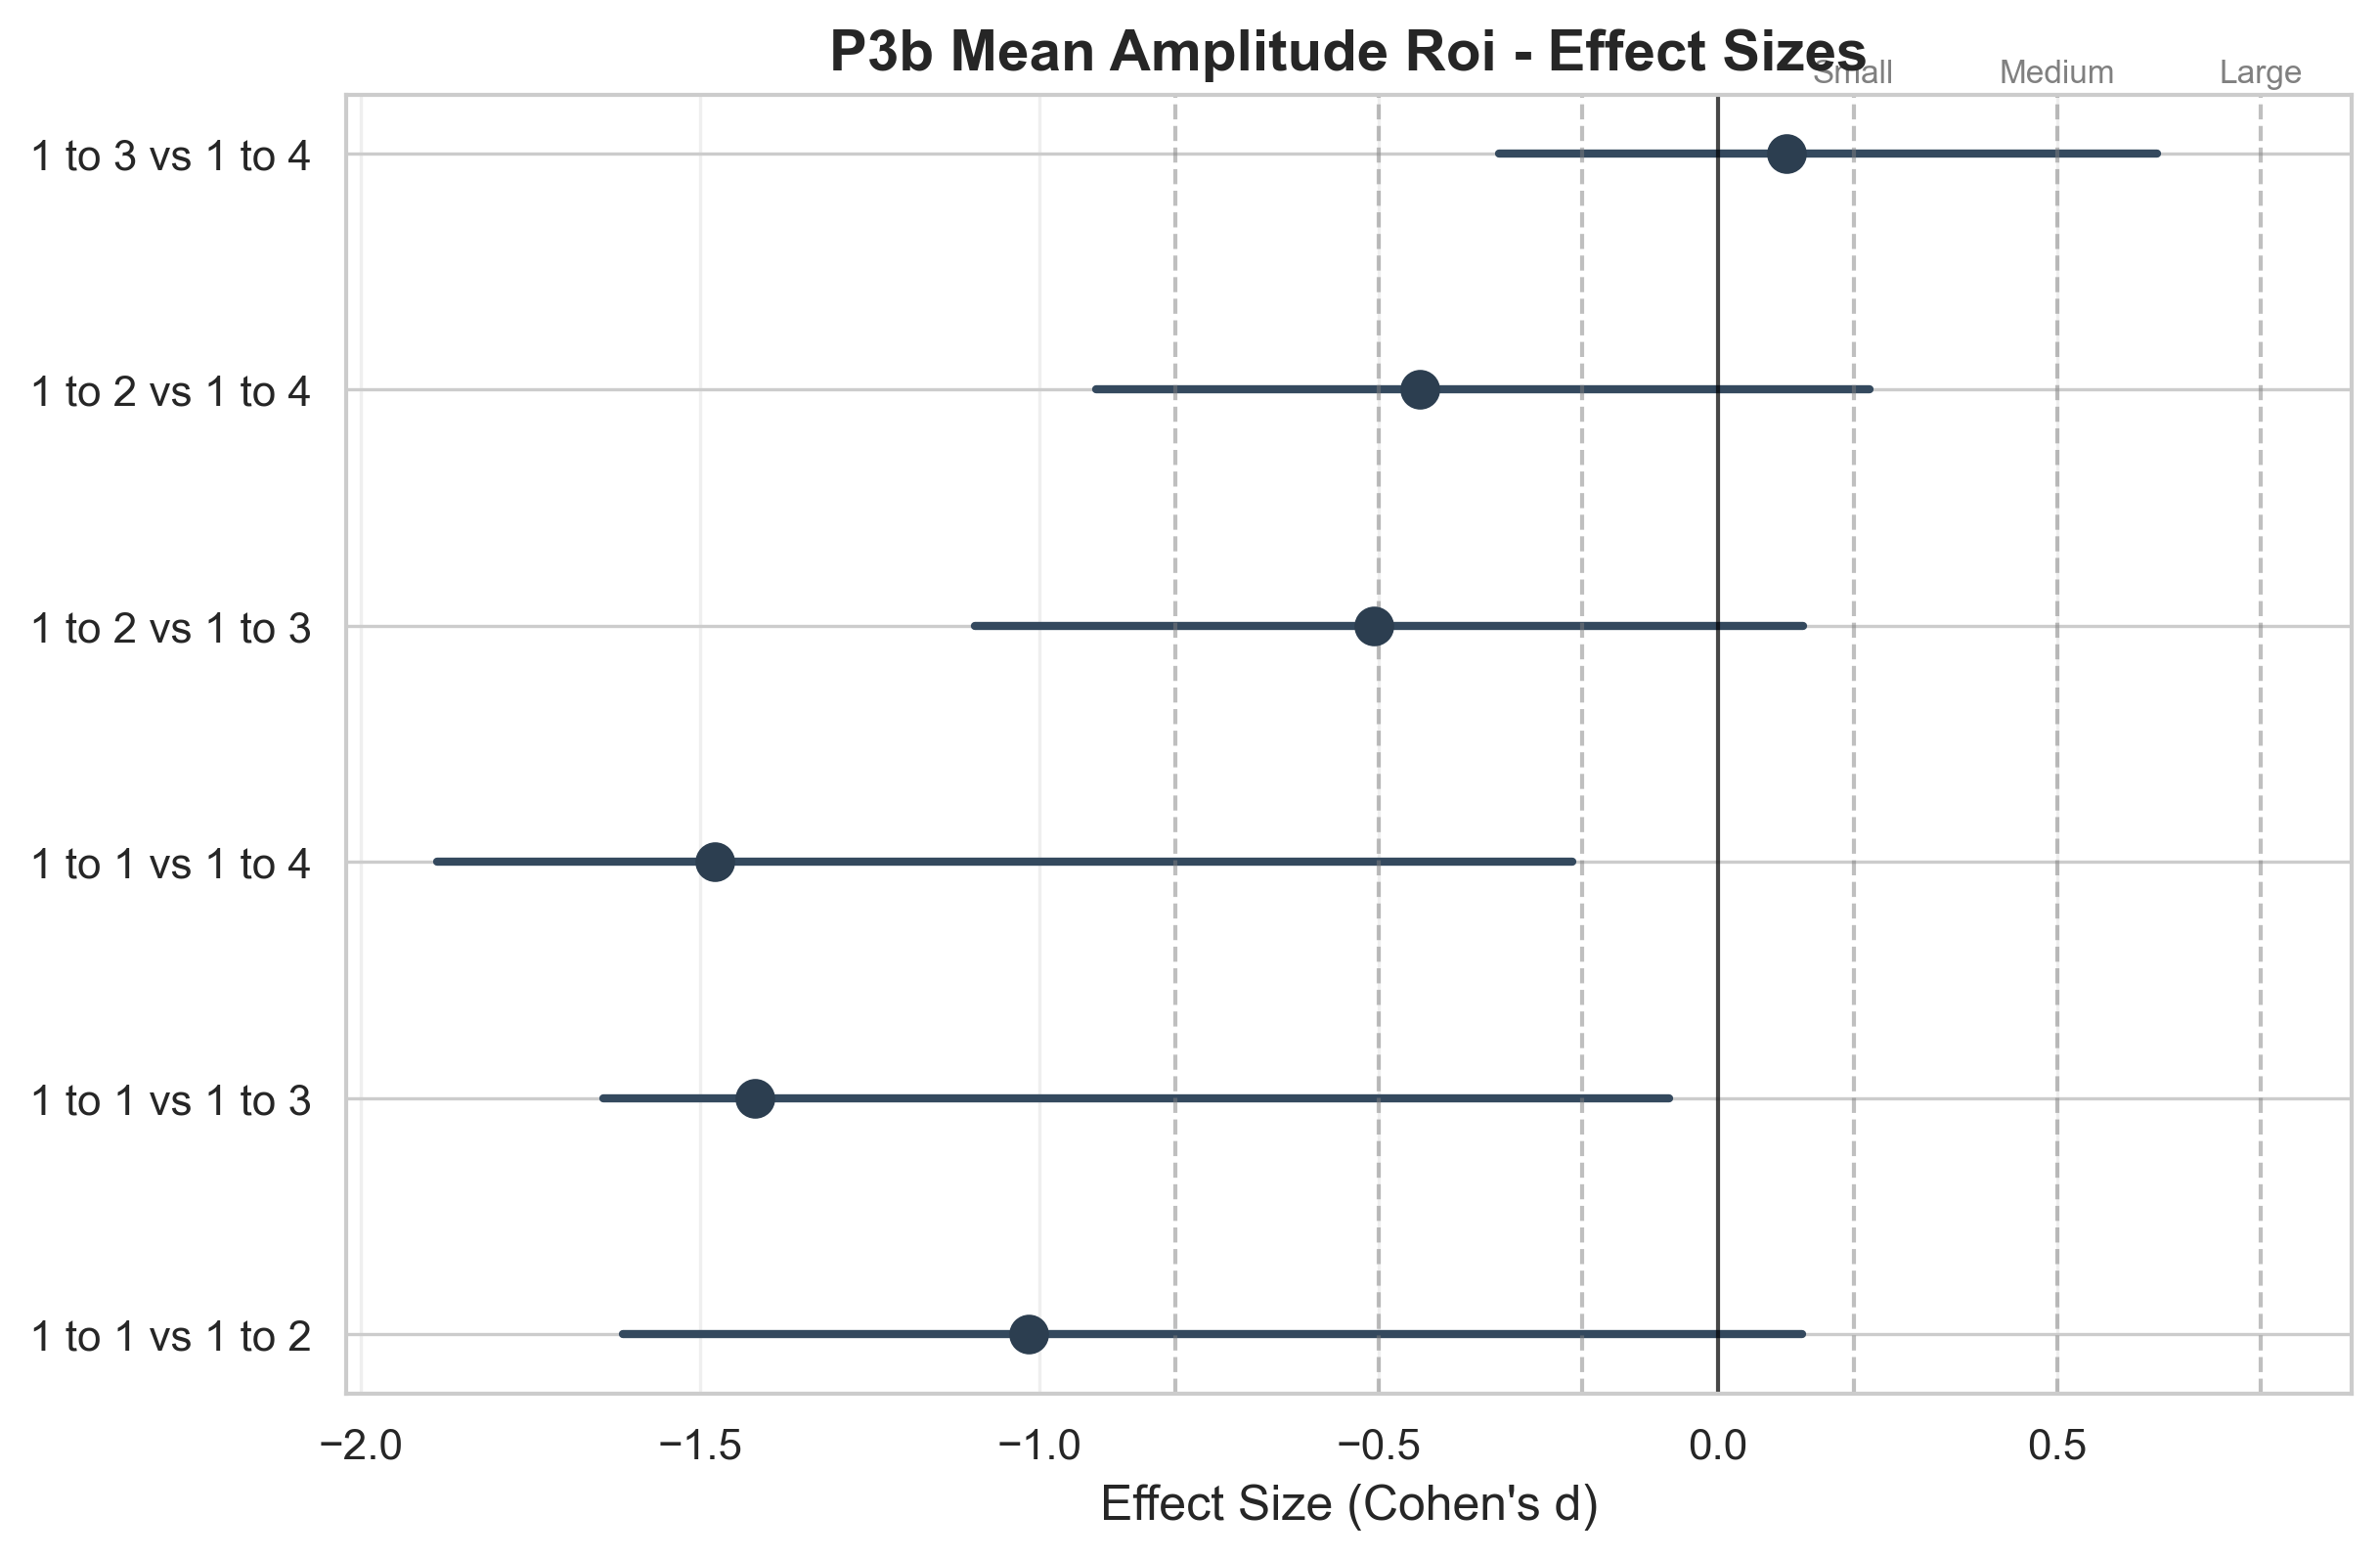 P3b Mean Amplitude Roi - Effect Sizes
Small Medium Large
1 to 3 vs 1 to 4
1 to 2 vs 1 to 4
1 to 2 vs 1 to 3
1 to 1 vs 1 to 4
1 to 1 vs 1 to 3
1 to 1 vs 1 to 2
−2.0 −1.5 −1.0 −0.5 0.0 0.5
Effect Size (Cohen's d)